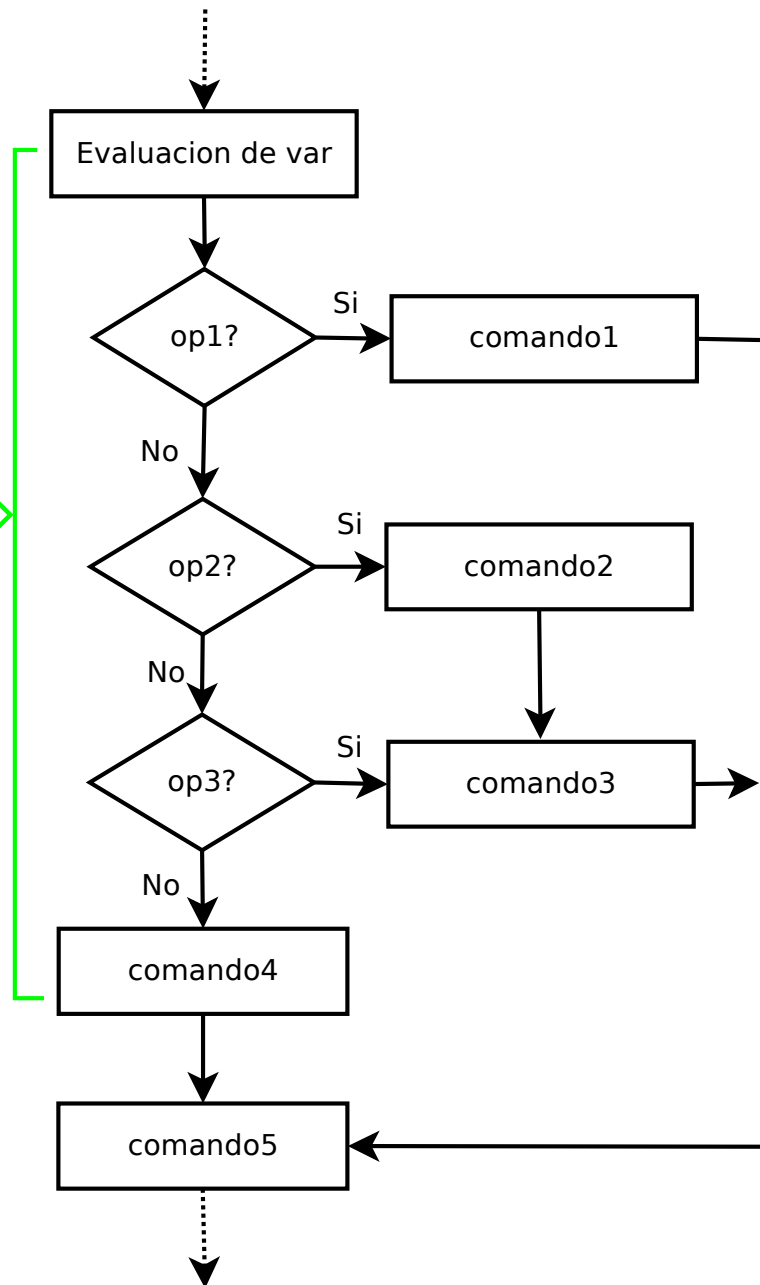 Evaluacion de var
op1?
Si
comando1
No
op2?
Si
comando2
No
op3?
Si
comando3
No
comando4
comando5